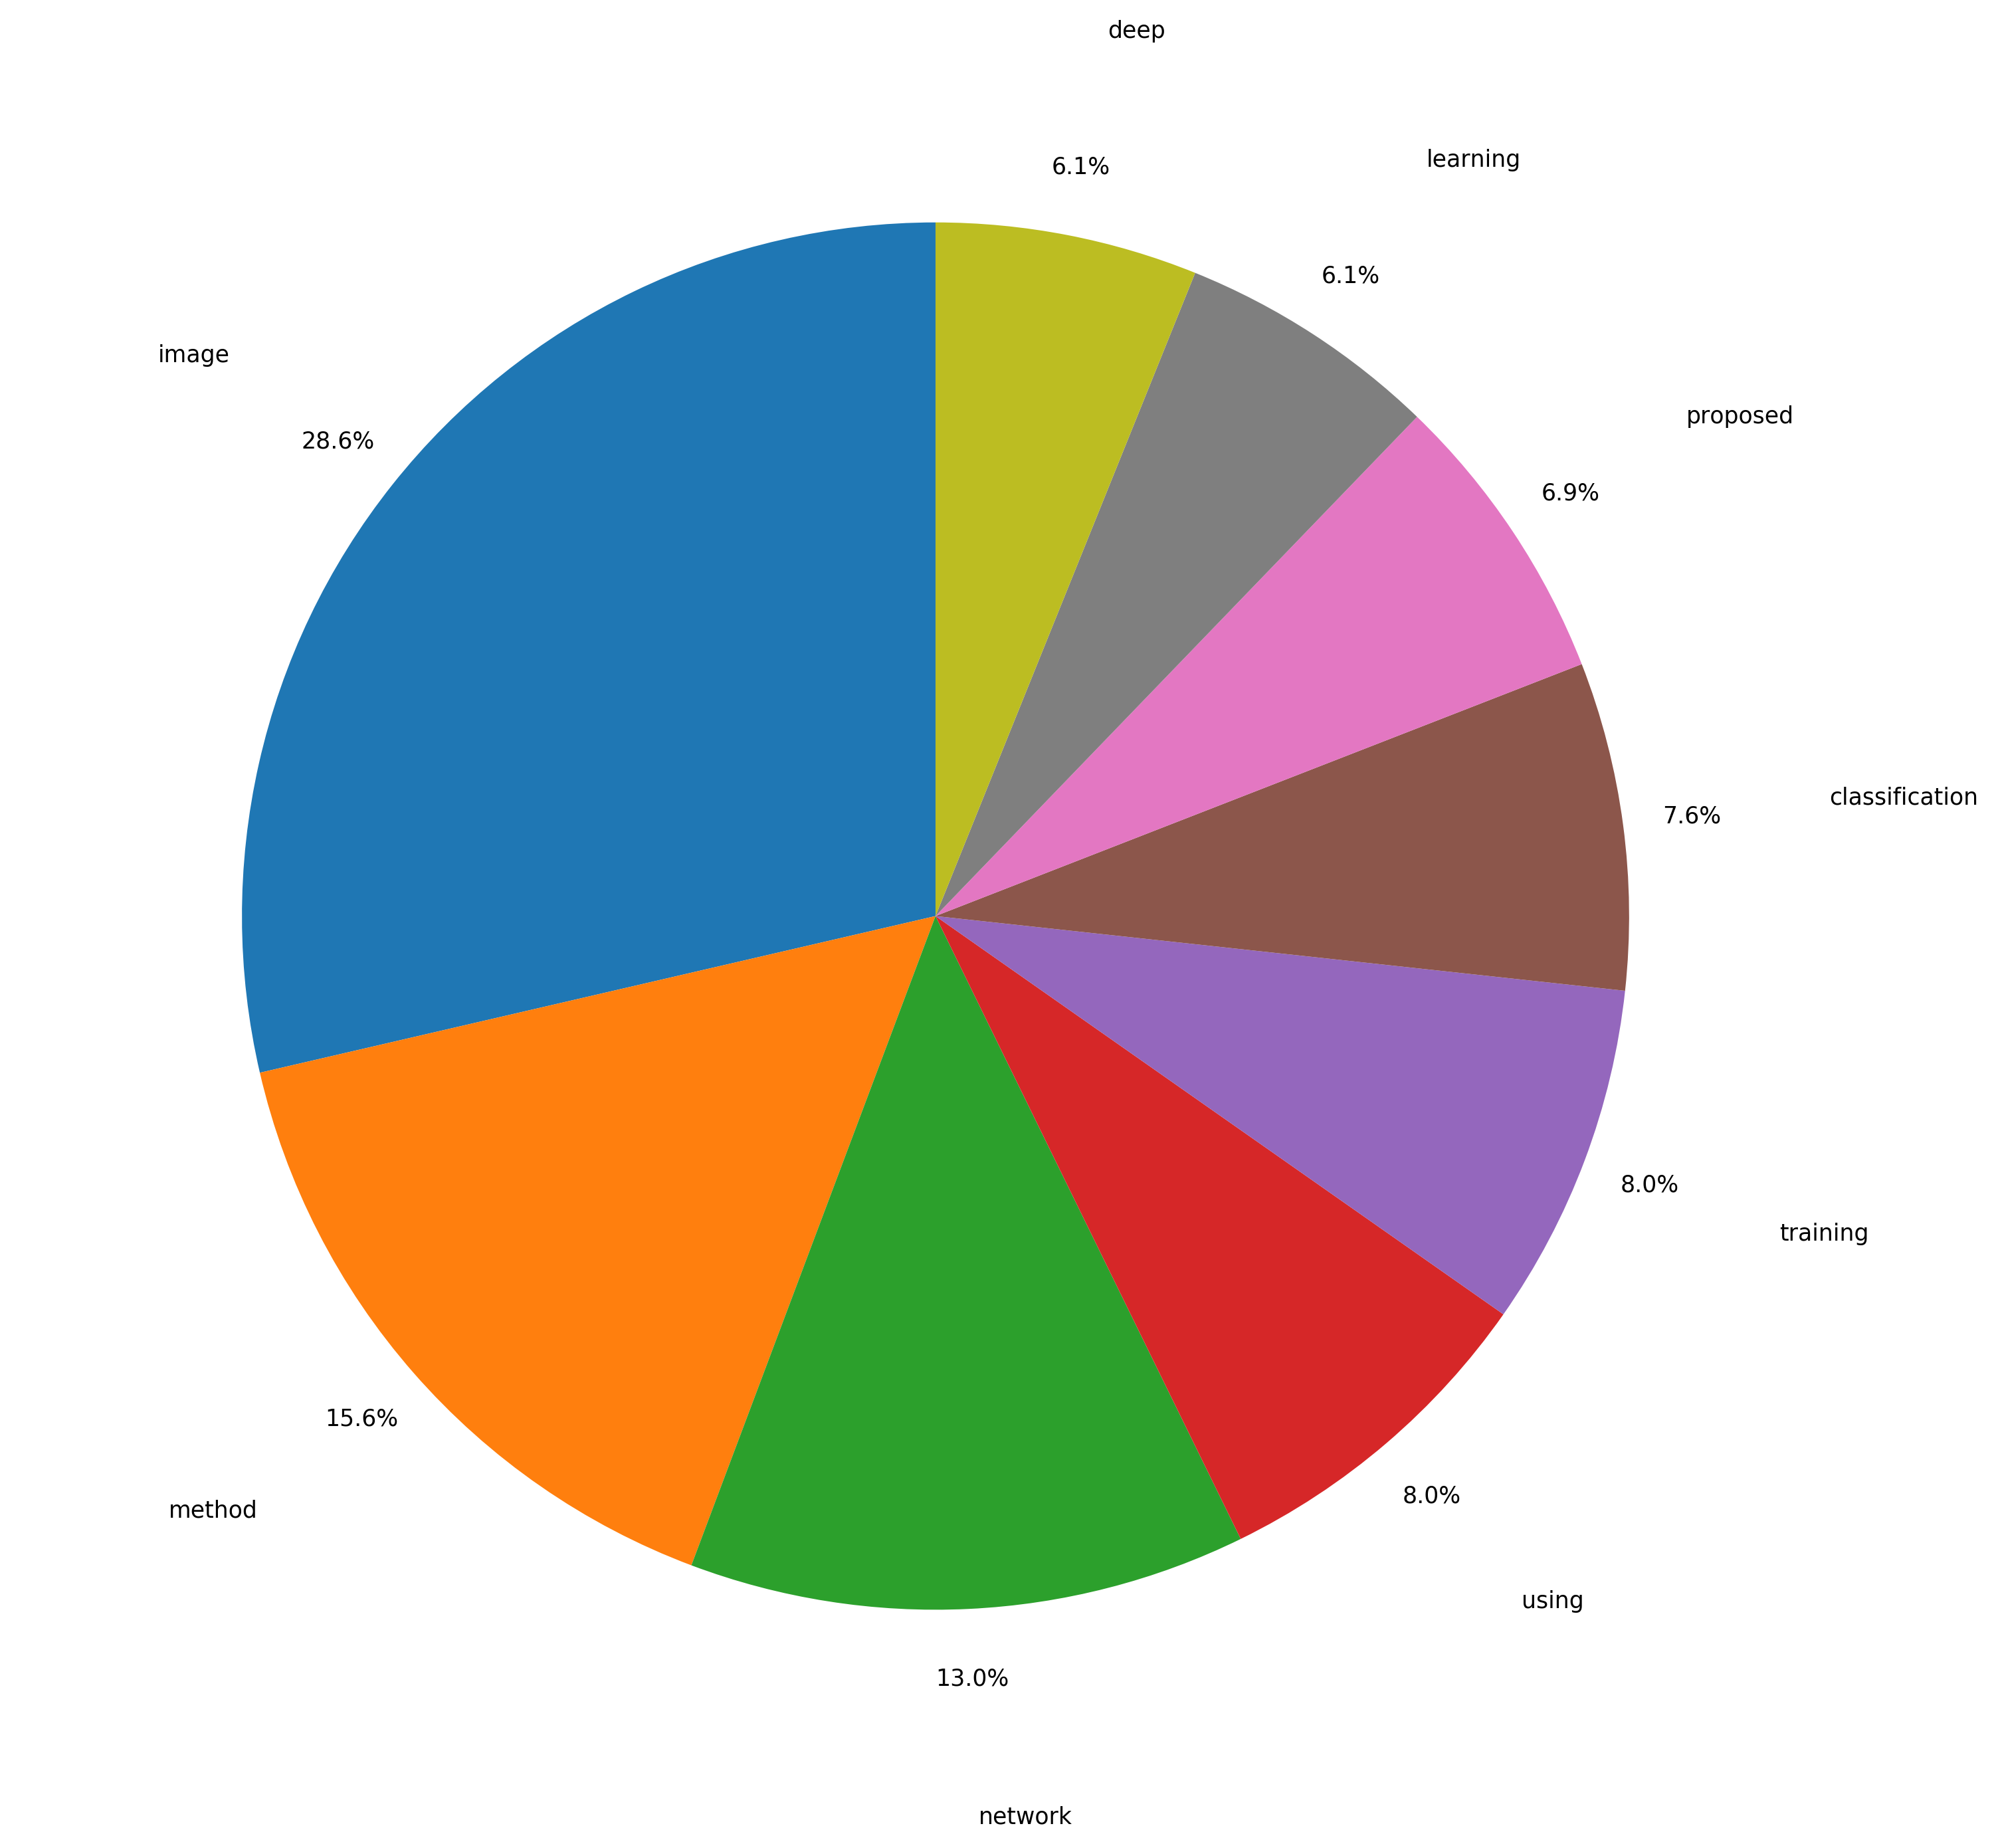 deep
6.1%
learning
6.1%
image
28.6%
proposed
6.9%
classification
7.6%
training
8.0%
method
15.6%
using
8.0%
network
13.0%